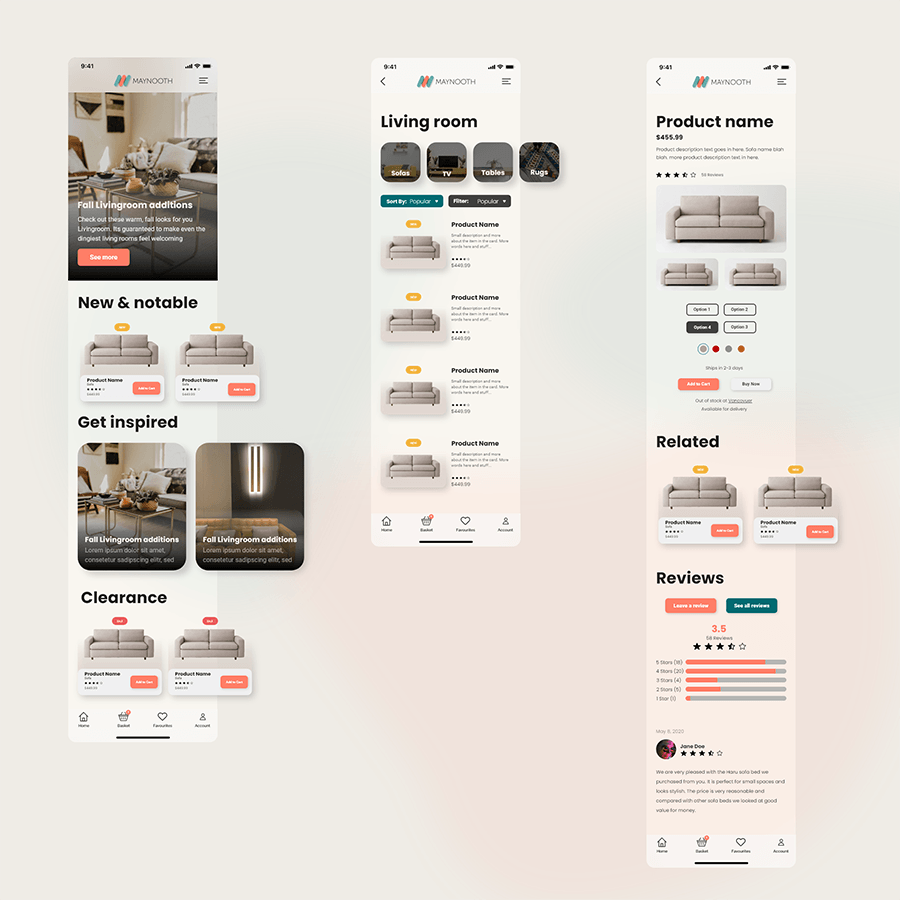 9:41
MAYNOOTH
Fall Livingroom additions
Check out these warm, fall looks for you
Livingroom. Its guaranteed to make even the
dingiest living rooms feel welcoming
See more
New & notable
NEW
NEW
Product Name
Sofa
$449.99
Add to Cart
Product Name
Sofa
$449.99
Add to Cart
Get inspired
Fall Livingroom additions
Lorem ipsum dolor sit amet,
consetetur sadipscing elitr, sed
Fall Livingroom additions
Lorem ipsum dolor sit amet,
consetetur sadipscing elitr, sed
Clearance
SALE
SALE
Product Name
Sofa
$449.99
Add to Cart
Product Name
Sofa
$449.99
Add to Cart
Home
Basket
Favourites
Account
9:41
MAYNOOTH
Living room
Sofas
TV
Tables
Rugs
Sort By: Popular
Filter: Popular
NEW
Product Name
Small description and more
about the item in the card. More
words here and stuff...
$449.99
NEW
Product Name
Small description and more
about the item in the card. More
words here and stuff...
$449.99
NEW
Product Name
Small description and more
about the item in the card. More
words here and stuff...
$449.99
NEW
Product Name
Small description and more
about the item in the card. More
words here and stuff...
$449.99
Home
Basket
Favourites
Account
9:41
MAYNOOTH
Product name
$455.99
Product description text goes in here. Sofa name blah
blah. more product description text in here.
58 Reviews
Option 1
Option 2
Option 4
Option 3
Ships in 2-3 days
Add to Cart
Buy Now
Out of stock at Vancouver
Available for delivery
Related
NEW
NEW
Product Name
Sofa
$449.99
Add to Cart
Product Name
Sofa
$449.99
Add to Cart
Reviews
Leave a review
See all reviews
3.5
58 Reviews
5 Stars (18)
4 Stars (20)
3 Stars (4)
2 Stars (5)
1 Star (1)
May 8, 2020
Jane Doe
We are very pleased with the Haru sofa bed we
purchased from you. It is perfect for small spaces and
looks stylish. The price is very reasonable and
compared with other sofa beds we looked at good
value for money.
Home
Basket
Favourites
Account